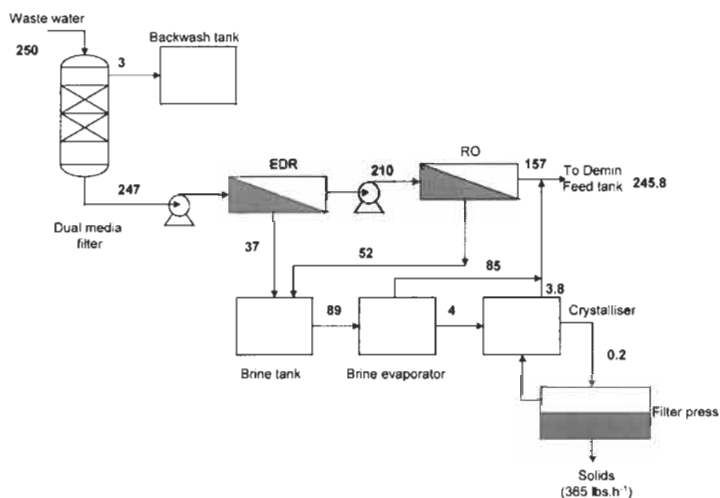 Waste water
250
3
Backwash tank
247
Dual media
filter
EDR
210
RO
157
To Demin
Feed tank
245.8
37
52
85
89
4
3.8
Crystalliser
0.2
Brine tank
Brine evaporator
Filter press
Solids
(365 lbs.h⁻¹)